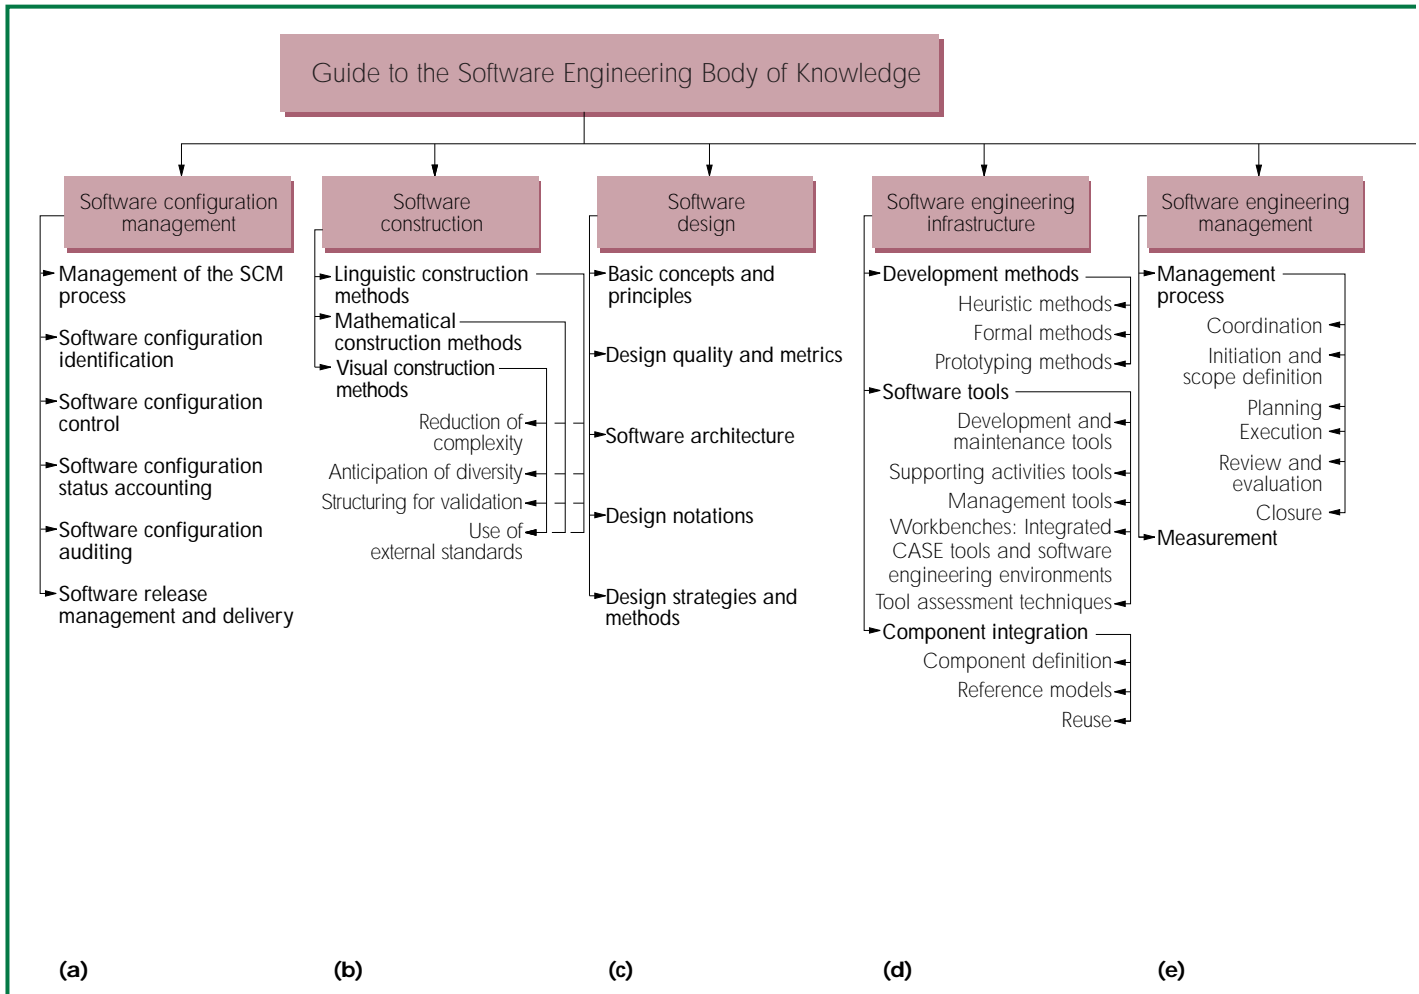 Guide to the Software Engineering Body of Knowledge
Software configuration
management
Management of the SCM
process
Software configuration
identification
Software configuration
control
Software configuration
status accounting
Software configuration
auditing
Software release
management and delivery
(a)
Software
construction
Linguistic construction
methods
Mathematical
construction methods
Visual construction
methods
Reduction of
complexity
Anticipation of diversity
Structuring for validation
Use of
external standards
(b)
Software
design
Basic concepts and
principles
Design quality and metrics
Software architecture
Design notations
Design strategies and
methods
(c)
Software engineering
infrastructure
Development methods
Heuristic methods
Formal methods
Prototyping methods
Software tools
Development and
maintenance tools
Supporting activities tools
Management tools
Workbenches: Integrated
CASE tools and software
engineering environments
Tool assessment techniques
Component integration
Component definition
Reference models
Reuse
(d)
Software engineering
management
Management
process
Coordination
Initiation and
scope definition
Planning
Execution
Review and
evaluation
Closure
Measurement
(e)